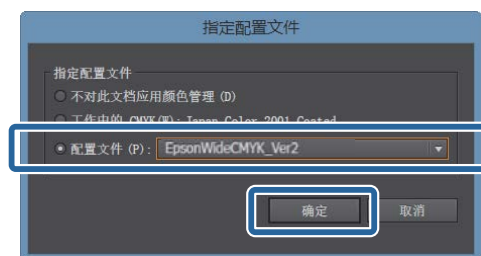 指定配置文件
指定配置文件
不对此文档应用颜色管理 (D)
工作中的 CMYK(W): Japan Color 2001 Coated
配置文件 (P): EpsonWideCMYK_Ver2
确定 取消